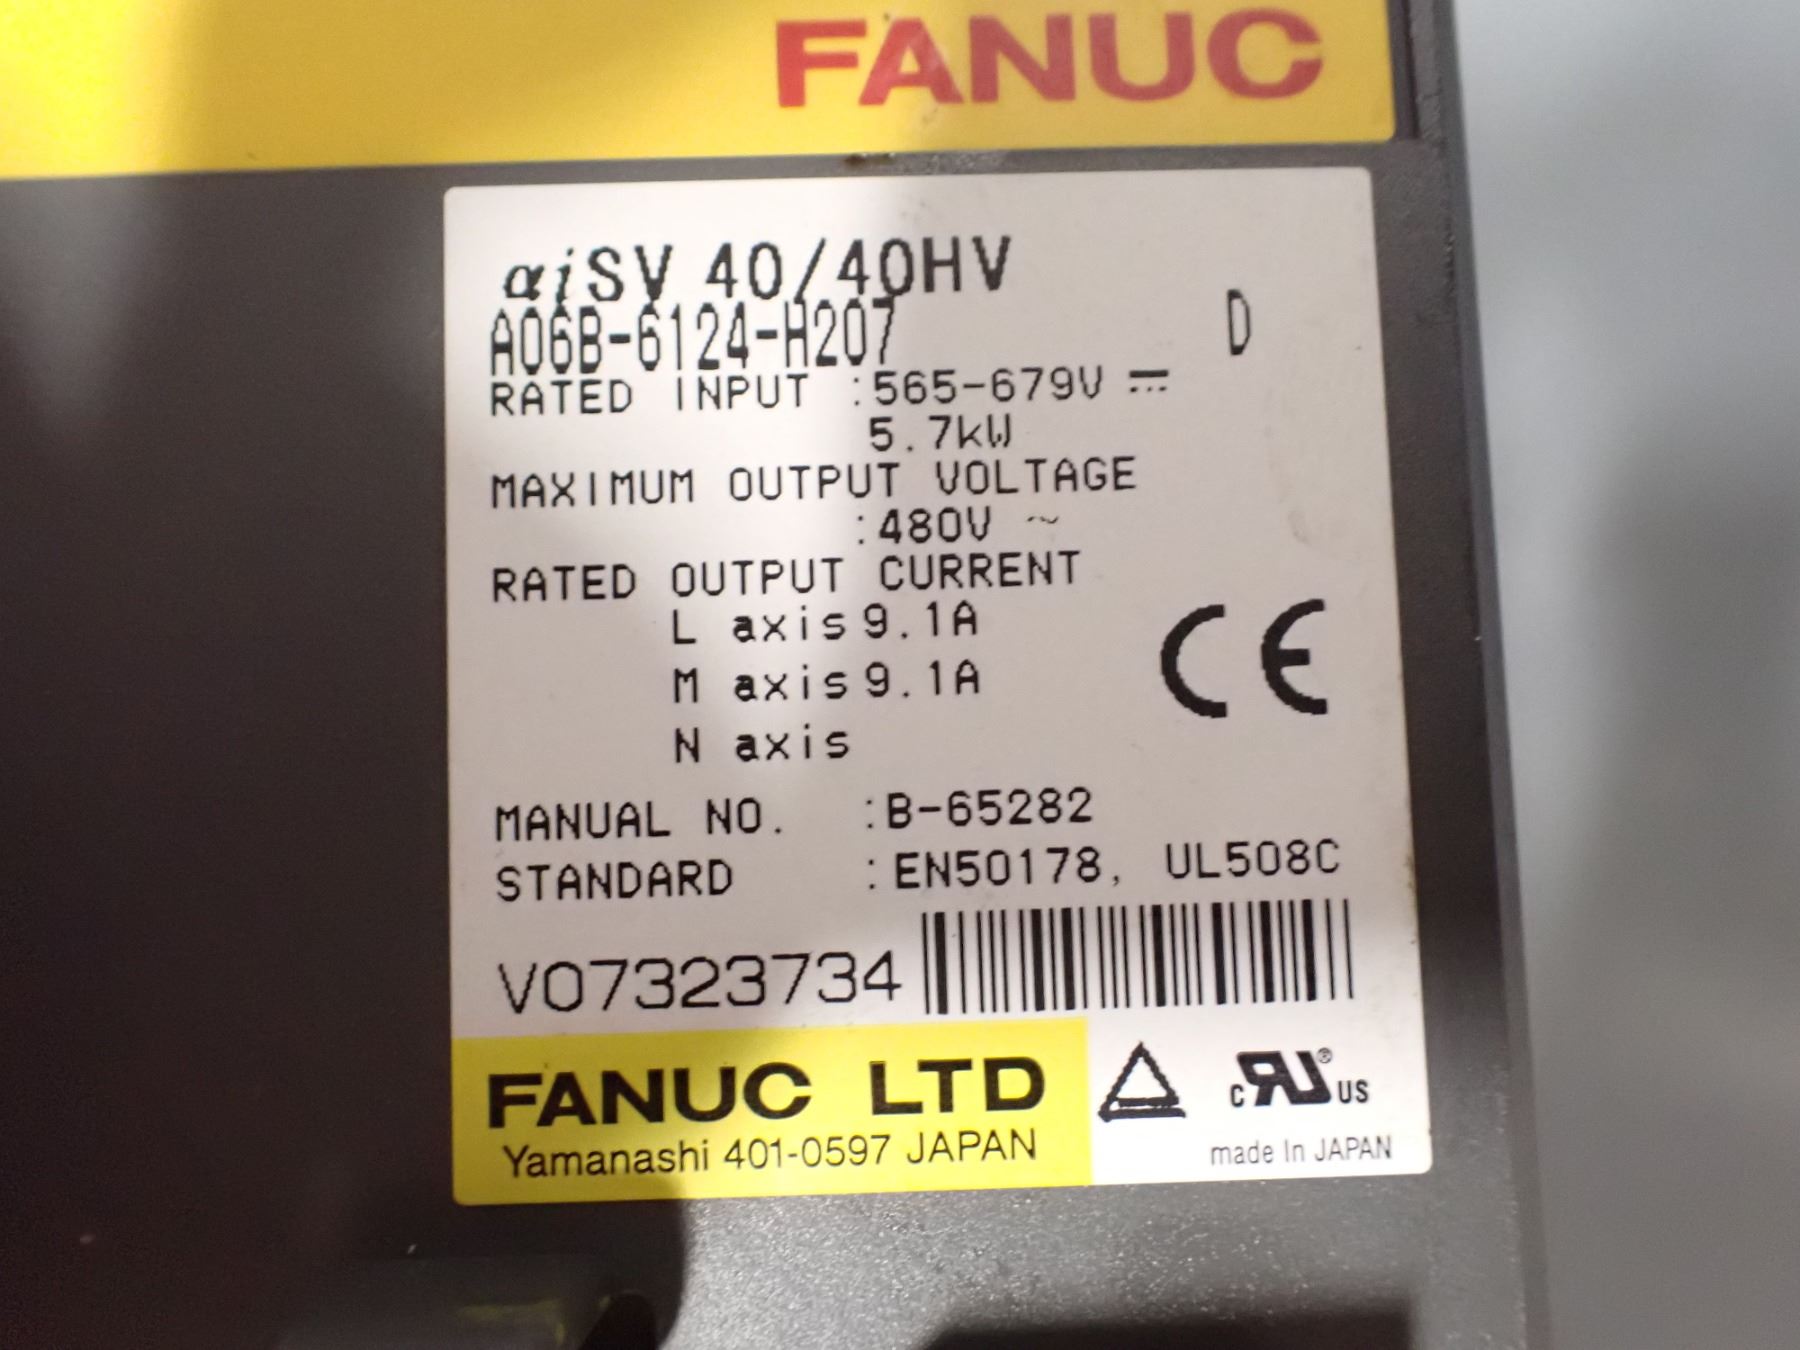 FANUC
αiSV 40/40HV
A06B-6124-H207 D
RATED INPUT :565-679V ⎓
5.7kW
MAXIMUM OUTPUT VOLTAGE
:480V ~
RATED OUTPUT CURRENT
L axis 9.1A
M axis 9.1A
N axis
CE
MANUAL NO. :B-65282
STANDARD :EN50178, UL508C
V07323734
FANUC LTD
Yamanashi 401-0597 JAPAN
c RU® US
made In JAPAN